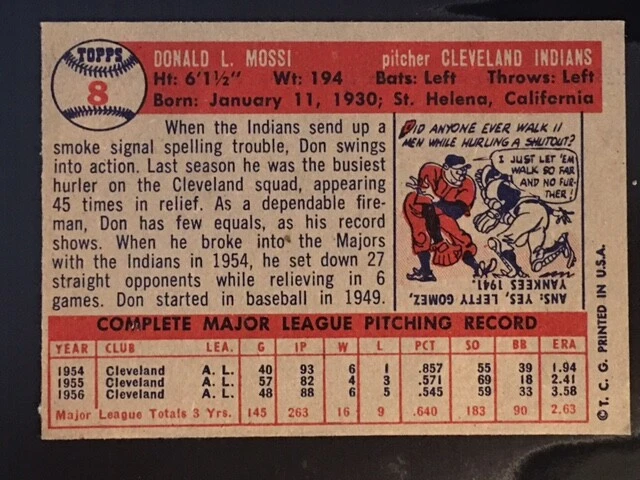 TOPPS
8
DONALD L. MOSSI pitcher CLEVELAND INDIANS
Ht: 6'1½" Wt: 194 Bats: Left Throws: Left
Born: January 11, 1930; St. Helena, California
When the Indians send up a
smoke signal spelling trouble, Don swings
into action. Last season he was the busiest
hurler on the Cleveland squad, appearing
45 times in relief. As a dependable fire-
man, Don has few equals, as his record
shows. When he broke into the Majors
with the Indians in 1954, he set down 27
straight opponents while relieving in 6
games. Don started in baseball in 1949.
DID ANYONE EVER WALK 11
MEN WHILE HURLING A SHUTOUT?
I JUST LET 'EM
WALK SO FAR
AND NO FUR-
THER!
ANS: YES, LEFTY GOMEZ,
YANKEES 1941.
COMPLETE MAJOR LEAGUE PITCHING RECORD
YEAR CLUB LEA. G IP W L PCT SO BB ERA
1954 Cleveland A. L. 40 93 6 1 .857 55 39 1.94
1955 Cleveland A. L. 57 82 4 3 .571 69 18 2.41
1956 Cleveland A. L. 48 88 6 5 .545 59 33 3.58
Major League Totals 3 Yrs. 145 263 16 9 .640 183 90 2.63
© T. C. G. PRINTED IN U.S.A.